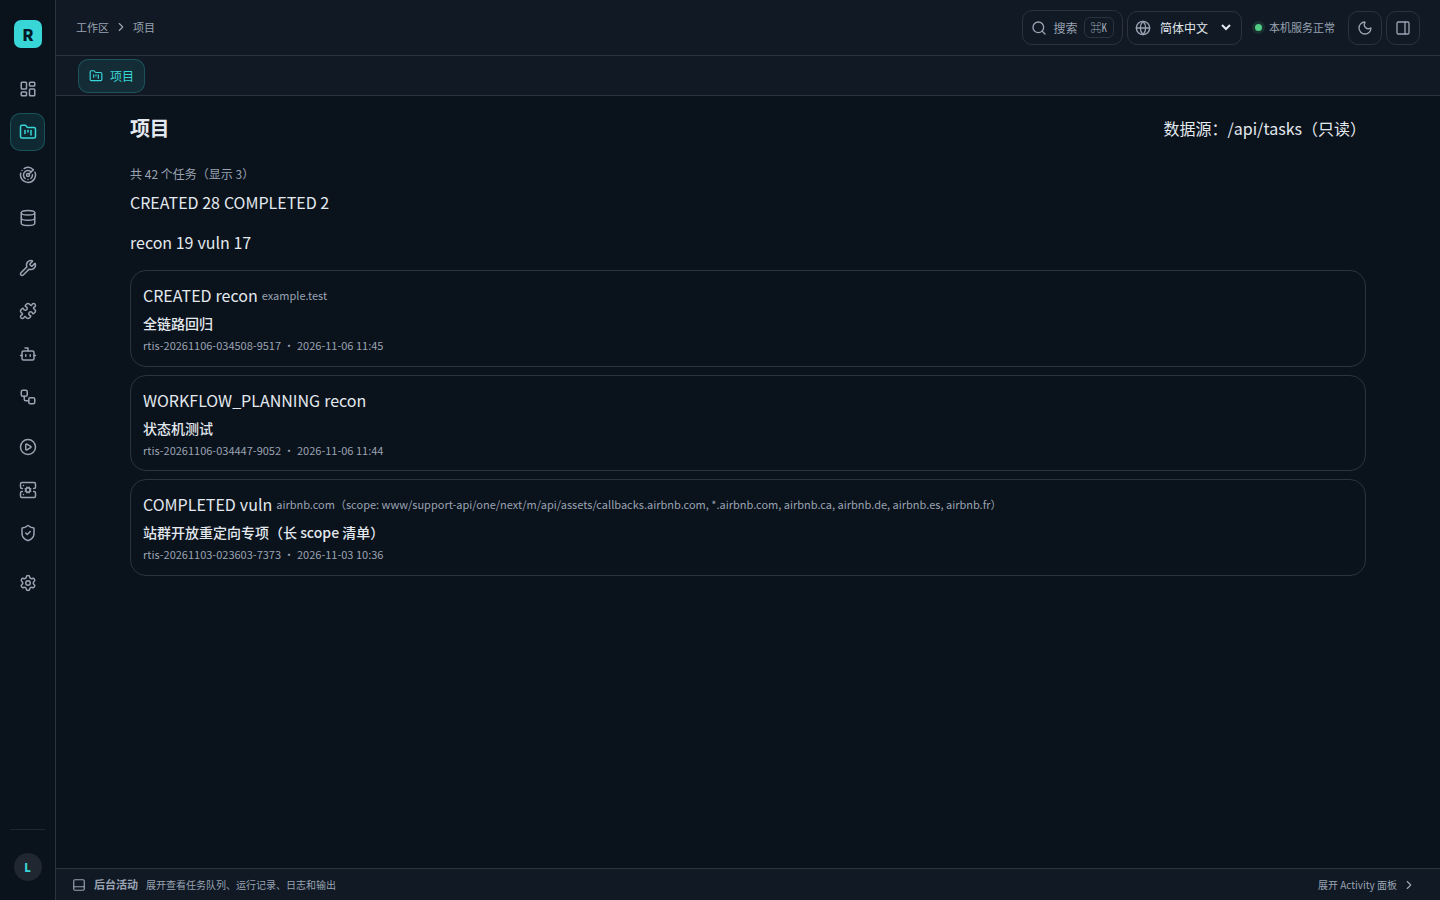 R
工作区 > 项目
搜索 ⌘K
简体中文
本机服务正常
项目
项目
数据源：/api/tasks（只读）
共 42 个任务（显示 3）
CREATED 28 COMPLETED 2
recon 19 vuln 17
CREATED recon example.test
全链路回归
rtis-20261106-034508-9517 · 2026-11-06 11:45
WORKFLOW_PLANNING recon
状态机测试
rtis-20261106-034447-9052 · 2026-11-06 11:44
COMPLETED vuln airbnb.com（scope: www/support-api/one/next/m/api/assets/callbacks.airbnb.com, *.airbnb.com, airbnb.ca, airbnb.de, airbnb.es, airbnb.fr）
站群开放重定向专项（长 scope 清单）
rtis-20261103-023603-7373 · 2026-11-03 10:36
L
后台活动 展开查看任务队列、运行记录、日志和输出
展开 Activity 面板